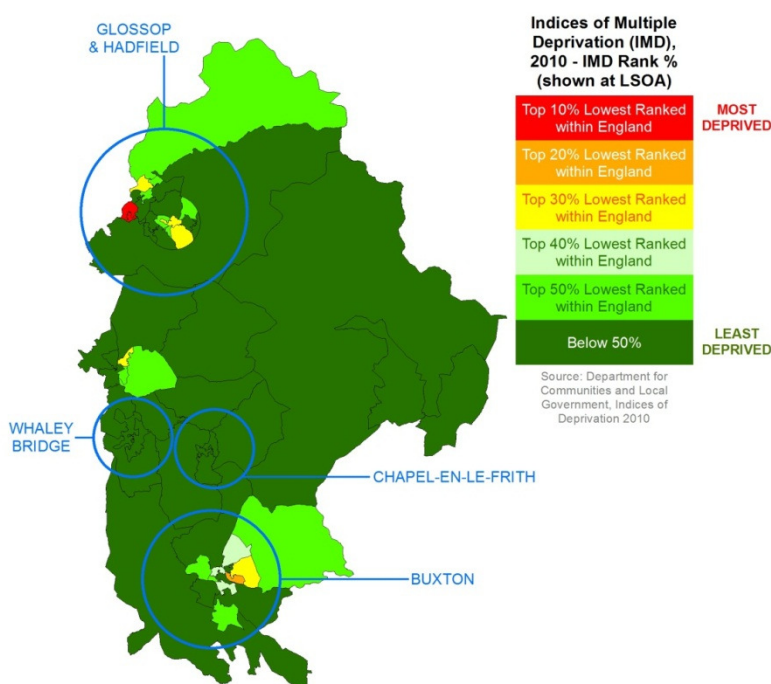 GLOSSOP
& HADFIELD
Indices of Multiple
Deprivation (IMD),
2010 - IMD Rank %
(shown at LSOA)
Top 10% Lowest Ranked
within England
MOST
DEPRIVED
Top 20% Lowest Ranked
within England
Top 30% Lowest Ranked
within England
Top 40% Lowest Ranked
within England
Top 50% Lowest Ranked
within England
Below 50%
LEAST
DEPRIVED
Source: Department for
Communities and Local
Government, Indices of
Deprivation 2010
WHALEY
BRIDGE
CHAPEL-EN-LE-FRITH
BUXTON